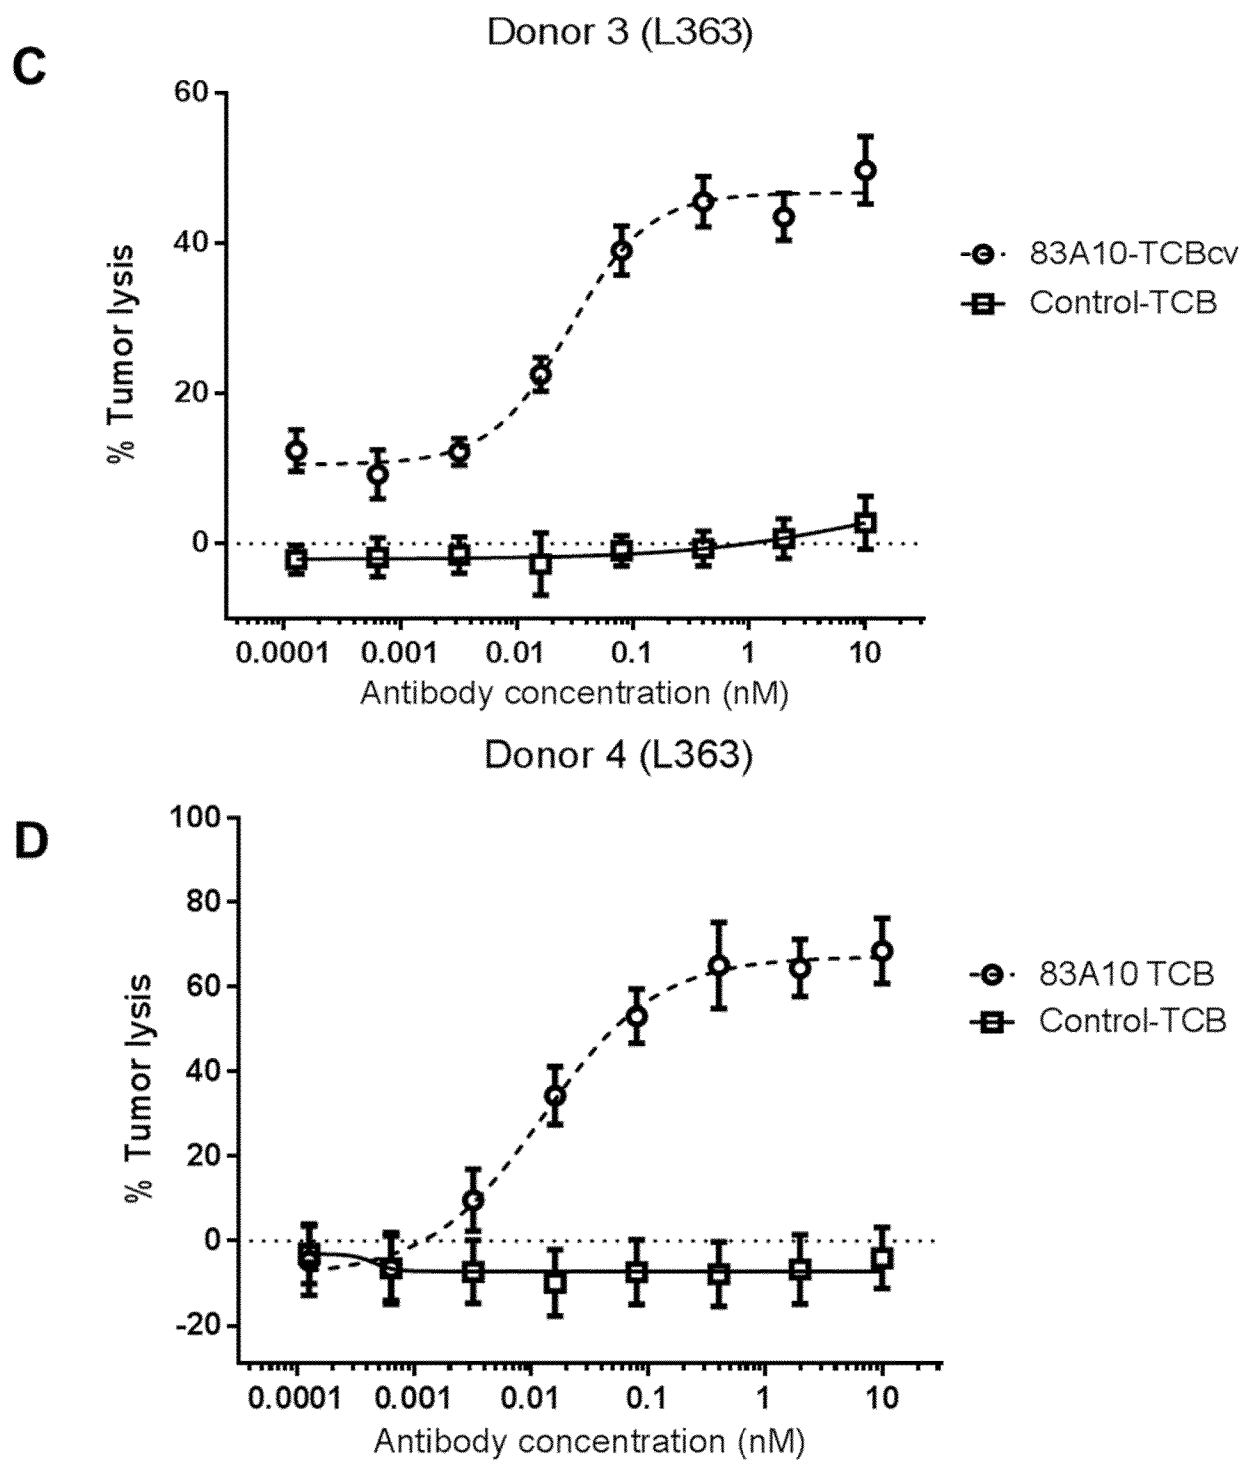 Donor 3 (L363)
C
60
40
20
0
% Tumor lysis
83A10-TCBcv
Control-TCB
0.0001 0.001 0.01 0.1 1 10
Antibody concentration (nM)
Donor 4 (L363)
D
100
80
60
40
20
0
-20
% Tumor lysis
83A10 TCB
Control-TCB
0.0001 0.001 0.01 0.1 1 10
Antibody concentration (nM)